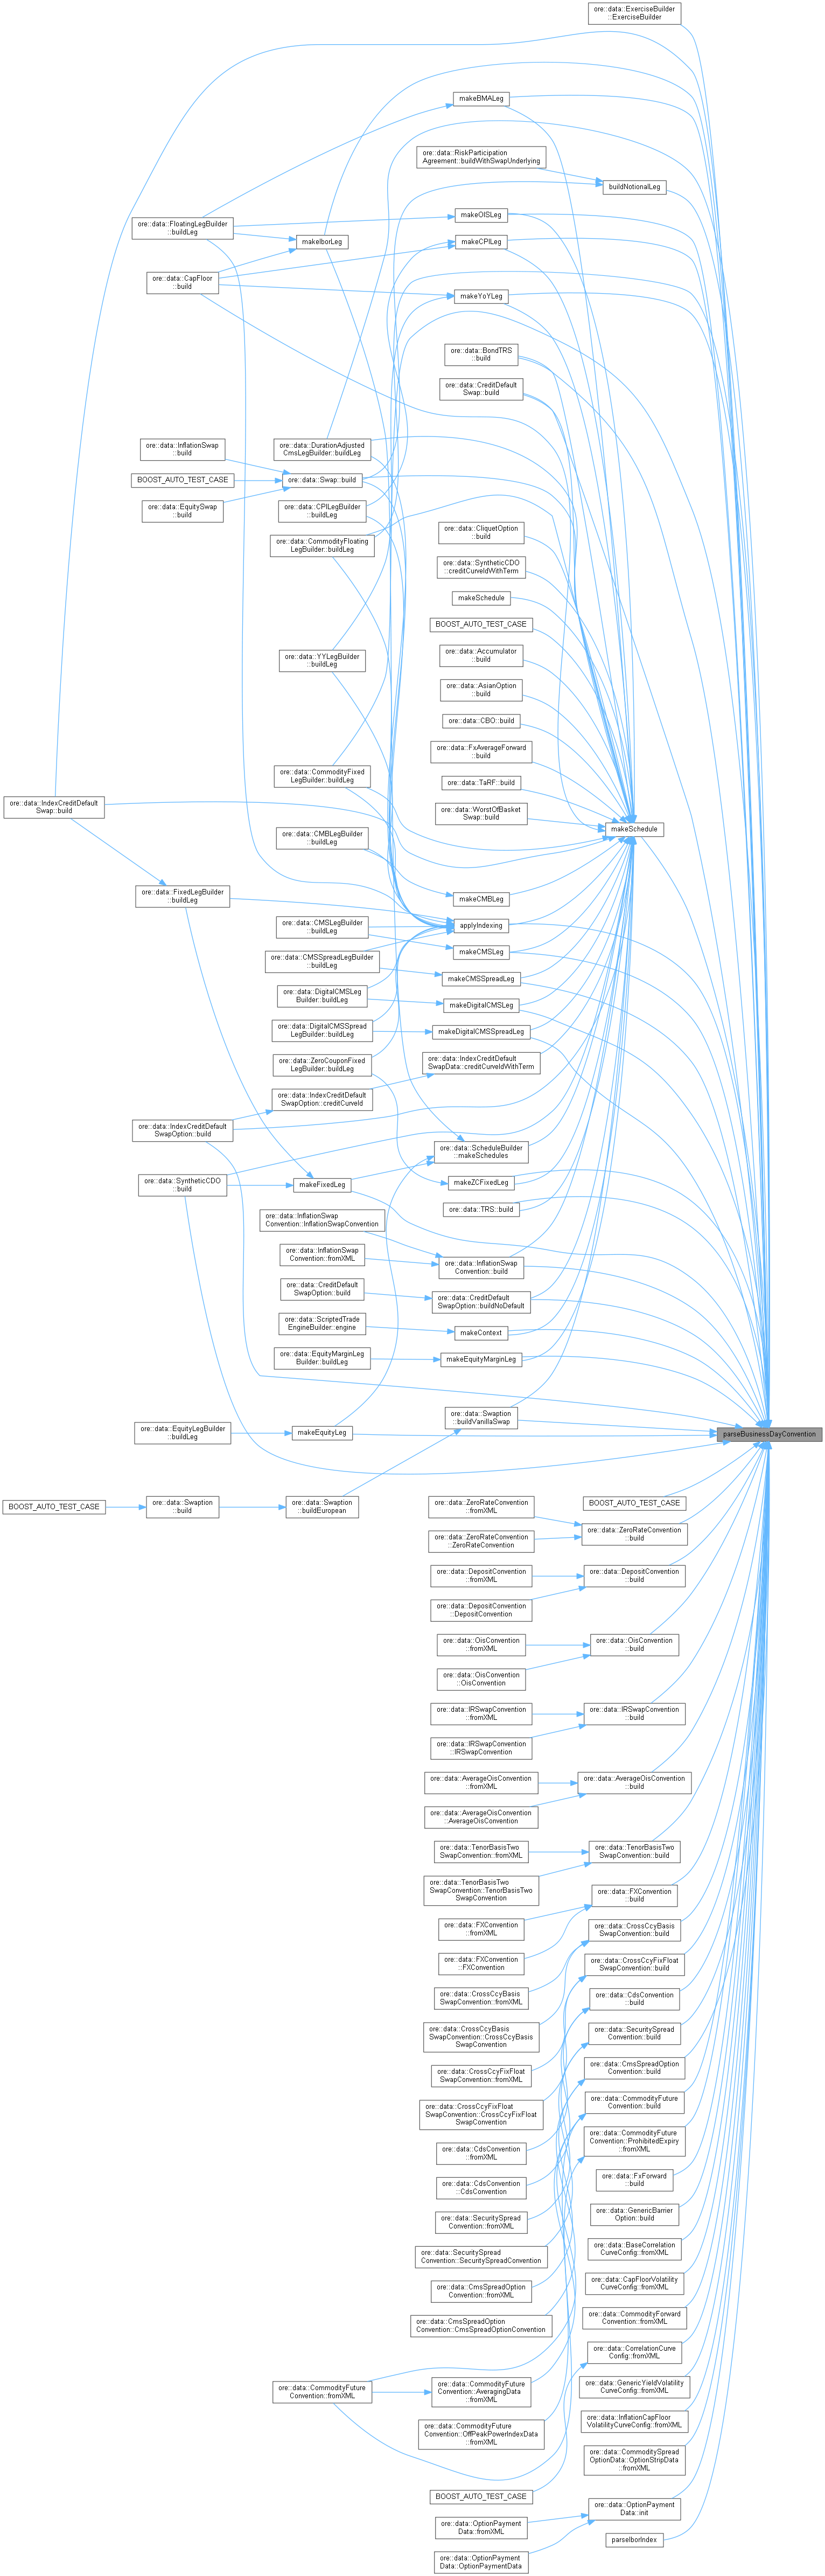 ore::data::ExerciseBuilder
::ExerciseBuilder
makeBMALeg
ore::data::RiskParticipation
Agreement::buildWithSwapUnderlying
buildNotionalLeg
makeOISLeg
ore::data::FloatingLegBuilder
::buildLeg
makeIborLeg
makeCPILeg
ore::data::CapFloor
::build
makeYoYLeg
ore::data::BondTRS
::build
ore::data::CreditDefault
Swap::build
ore::data::DurationAdjusted
CmsLegBuilder::buildLeg
ore::data::InflationSwap
::build
BOOST_AUTO_TEST_CASE
ore::data::Swap::build
ore::data::EquitySwap
::build
ore::data::CPILegBuilder
::buildLeg
ore::data::CliquetOption
::build
ore::data::CommodityFloating
LegBuilder::buildLeg
ore::data::SyntheticCDO
::creditCurveIdWithTerm
makeSchedule
BOOST_AUTO_TEST_CASE
ore::data::YYLegBuilder
::buildLeg
ore::data::Accumulator
::build
ore::data::AsianOption
::build
ore::data::CBO::build
ore::data::FxAverageForward
::build
ore::data::CommodityFixed
LegBuilder::buildLeg
ore::data::TaRF::build
ore::data::IndexCreditDefault
Swap::build
ore::data::WorstOfBasket
Swap::build
makeSchedule
ore::data::CMBLegBuilder
::buildLeg
ore::data::FixedLegBuilder
::buildLeg
makeCMBLeg
ore::data::CMSLegBuilder
::buildLeg
applyIndexing
ore::data::CMSSpreadLegBuilder
::buildLeg
makeCMSLeg
makeCMSSpreadLeg
ore::data::DigitalCMSLeg
Builder::buildLeg
makeDigitalCMSLeg
ore::data::DigitalCMSSpread
LegBuilder::buildLeg
makeDigitalCMSSpreadLeg
ore::data::ZeroCouponFixed
LegBuilder::buildLeg
ore::data::IndexCreditDefault
SwapData::creditCurveIdWithTerm
ore::data::IndexCreditDefault
SwapOption::creditCurveId
ore::data::IndexCreditDefault
SwapOption::build
ore::data::ScheduleBuilder
::makeSchedules
ore::data::SyntheticCDO
::build
makeFixedLeg
makeZCFixedLeg
ore::data::TRS::build
ore::data::InflationSwap
Convention::InflationSwapConvention
ore::data::InflationSwap
Convention::fromXML
ore::data::InflationSwap
Convention::build
ore::data::CreditDefault
SwapOption::build
ore::data::CreditDefault
SwapOption::buildNoDefault
ore::data::ScriptedTrade
EngineBuilder::engine
makeContext
ore::data::EquityMarginLeg
Builder::buildLeg
makeEquityMarginLeg
ore::data::Swaption
::buildVanillaSwap
ore::data::EquityLegBuilder
::buildLeg
makeEquityLeg
parseBusinessDayConvention
BOOST_AUTO_TEST_CASE
ore::data::Swaption
::build
ore::data::Swaption
::buildEuropean
BOOST_AUTO_TEST_CASE
ore::data::ZeroRateConvention
::fromXML
ore::data::ZeroRateConvention
::build
ore::data::ZeroRateConvention
::ZeroRateConvention
ore::data::DepositConvention
::fromXML
ore::data::DepositConvention
::build
ore::data::DepositConvention
::DepositConvention
ore::data::OisConvention
::fromXML
ore::data::OisConvention
::build
ore::data::OisConvention
::OisConvention
ore::data::IRSwapConvention
::fromXML
ore::data::IRSwapConvention
::build
ore::data::IRSwapConvention
::IRSwapConvention
ore::data::AverageOisConvention
::fromXML
ore::data::AverageOisConvention
::build
ore::data::AverageOisConvention
::AverageOisConvention
ore::data::TenorBasisTwo
SwapConvention::fromXML
ore::data::TenorBasisTwo
SwapConvention::build
ore::data::TenorBasisTwo
SwapConvention::TenorBasisTwo
SwapConvention
ore::data::FXConvention
::build
ore::data::FXConvention
::fromXML
ore::data::CrossCcyBasis
SwapConvention::build
ore::data::FXConvention
::FXConvention
ore::data::CrossCcyFixFloat
SwapConvention::build
ore::data::CrossCcyBasis
SwapConvention::fromXML
ore::data::CdsConvention
::build
ore::data::CrossCcyBasis
SwapConvention::CrossCcyBasis
SwapConvention
ore::data::SecuritySpread
Convention::build
ore::data::CrossCcyFixFloat
SwapConvention::fromXML
ore::data::CmsSpreadOption
Convention::build
ore::data::CrossCcyFixFloat
SwapConvention::CrossCcyFixFloat
SwapConvention
ore::data::CommodityFuture
Convention::build
ore::data::CdsConvention
::fromXML
ore::data::CommodityFuture
Convention::ProhibitedExpiry
::fromXML
ore::data::CdsConvention
::CdsConvention
ore::data::FxForward
::build
ore::data::SecuritySpread
Convention::fromXML
ore::data::GenericBarrier
Option::build
ore::data::SecuritySpread
Convention::SecuritySpreadConvention
ore::data::BaseCorrelation
CurveConfig::fromXML
ore::data::CmsSpreadOption
Convention::fromXML
ore::data::CapFloorVolatility
CurveConfig::fromXML
ore::data::CmsSpreadOption
Convention::CmsSpreadOptionConvention
ore::data::CommodityForward
Convention::fromXML
ore::data::CorrelationCurve
Config::fromXML
ore::data::CommodityFuture
Convention::fromXML
ore::data::CommodityFuture
Convention::AveragingData
::fromXML
ore::data::GenericYieldVolatility
CurveConfig::fromXML
ore::data::InflationCapFloor
VolatilityCurveConfig::fromXML
ore::data::CommodityFuture
Convention::OffPeakPowerIndexData
::fromXML
ore::data::CommoditySpread
OptionData::OptionStripData
::fromXML
BOOST_AUTO_TEST_CASE
ore::data::OptionPayment
Data::init
ore::data::OptionPayment
Data::fromXML
parseIborIndex
ore::data::OptionPayment
Data::OptionPaymentData